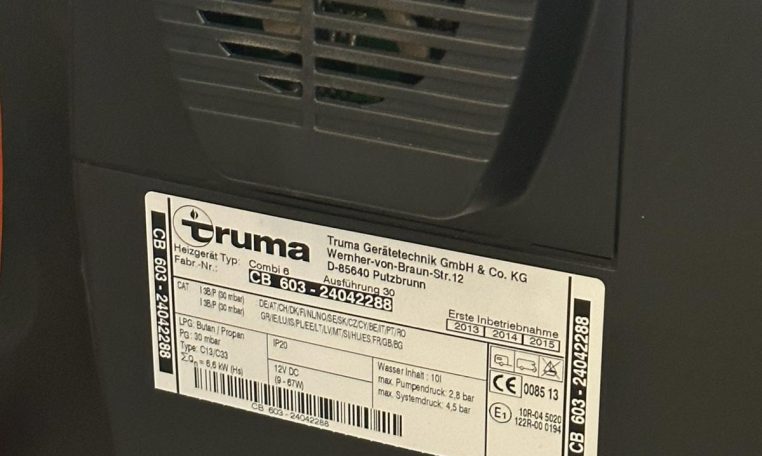 truma
Truma Gerätetechnik GmbH & Co. KG
Wernher-von-Braun-Str.12
D-85640 Putzbrunn
Heizgerät Typ: Combi 6 Ausführung 30
Fabr.-Nr.: CB 603 - 24042288
CB 603 - 24042288
CAT I 3B/P (30 mbar) DE/AT/CH/DK/FI/NL/NO/SE/SK/CZ/CY/BE/IT/PT/RO
I 3B/P (30 mbar) GR/IE/LU/IS/PL/EE/LT/LV/MT/SI/HU/ES/FR/GB/BG
Erste Inbetriebnahme
2013 2014 2015
LPG: Butan / Propan
PG: 30 mbar
Type: C13/C33
ΣQn = 6,6 kW (Hs)
IP20
12V DC
(9 - 67W)
Wasser Inhalt : 10l
max. Pumpendruck: 2,8 bar
max. Systemdruck: 4,5 bar
CE 0085 13
E1 10R-04 5020
122R-00 0194
CB 603 - 24042288
CB 603 - 24042288